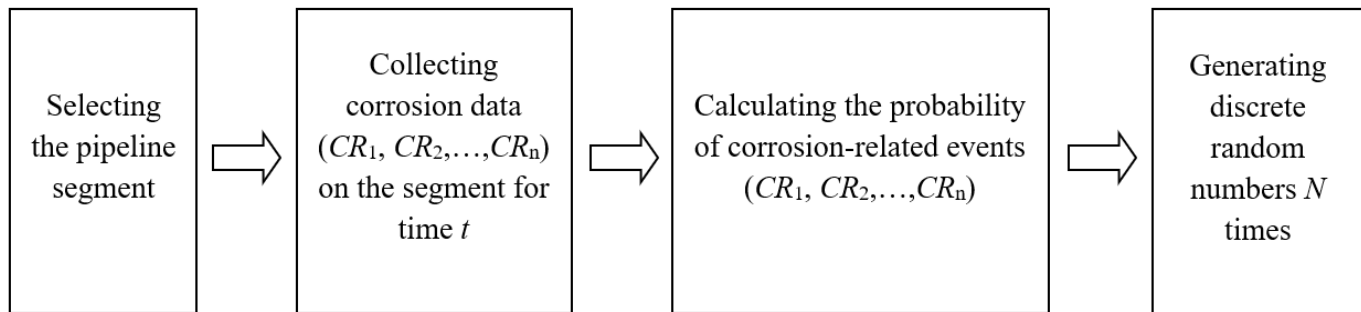 Selecting
the pipeline
segment
Collecting
corrosion data
(CR₁, CR₂,…,CRₙ)
on the segment for
time t
Calculating the probability
of corrosion-related events
(CR₁, CR₂,…,CRₙ)
Generating
discrete
random
numbers N
times